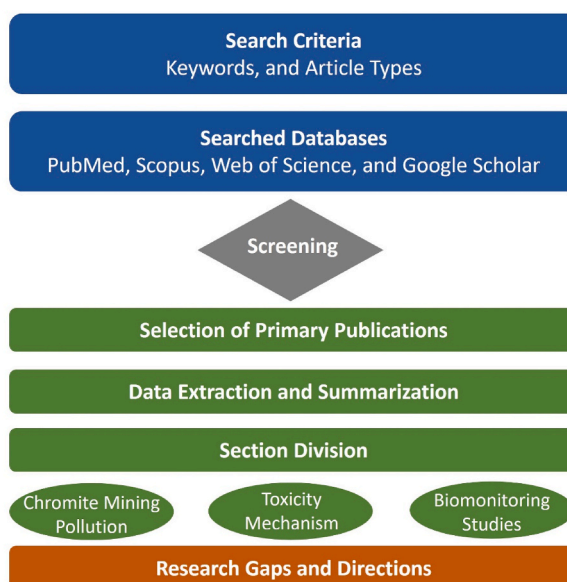 Search Criteria
Keywords, and Article Types
Searched Databases
PubMed, Scopus, Web of Science, and Google Scholar
Screening
Selection of Primary Publications
Data Extraction and Summarization
Section Division
Chromite Mining
Pollution
Toxicity
Mechanism
Biomonitoring
Studies
Research Gaps and Directions